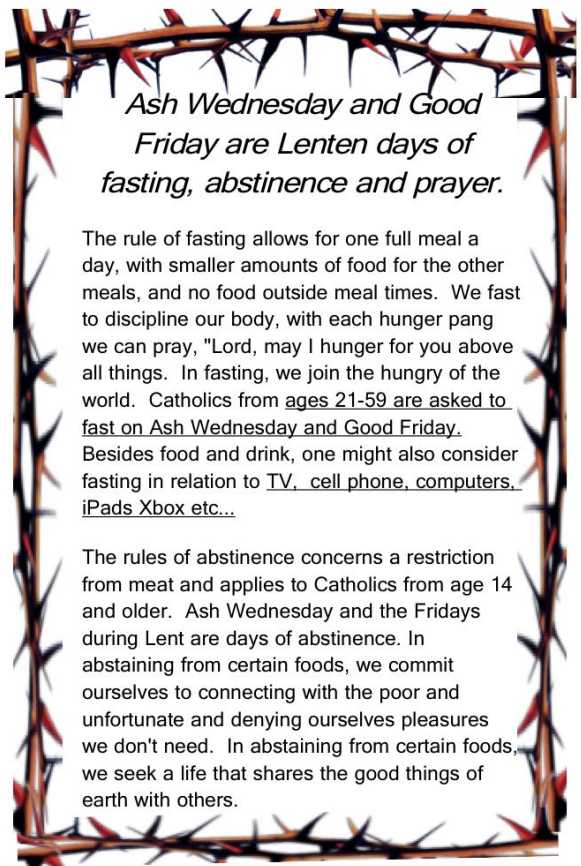 Ash Wednesday and Good
Friday are Lenten days of
fasting, abstinence and prayer.
The rule of fasting allows for one full meal a
day, with smaller amounts of food for the other
meals, and no food outside meal times.  We fast
to discipline our body, with each hunger pang
we can pray, "Lord, may I hunger for you above
all things.  In fasting, we join the hungry of the
world.  Catholics from ages 21-59 are asked to
fast on Ash Wednesday and Good Friday.
Besides food and drink, one might also consider
fasting in relation to TV,  cell phone, computers,
iPads Xbox etc...
The rules of abstinence concerns a restriction
from meat and applies to Catholics from age 14
and older.  Ash Wednesday and the Fridays
during Lent are days of abstinence. In
abstaining from certain foods, we commit
ourselves to connecting with the poor and
unfortunate and denying ourselves pleasures
we don't need.  In abstaining from certain foods,
we seek a life that shares the good things of
earth with others.